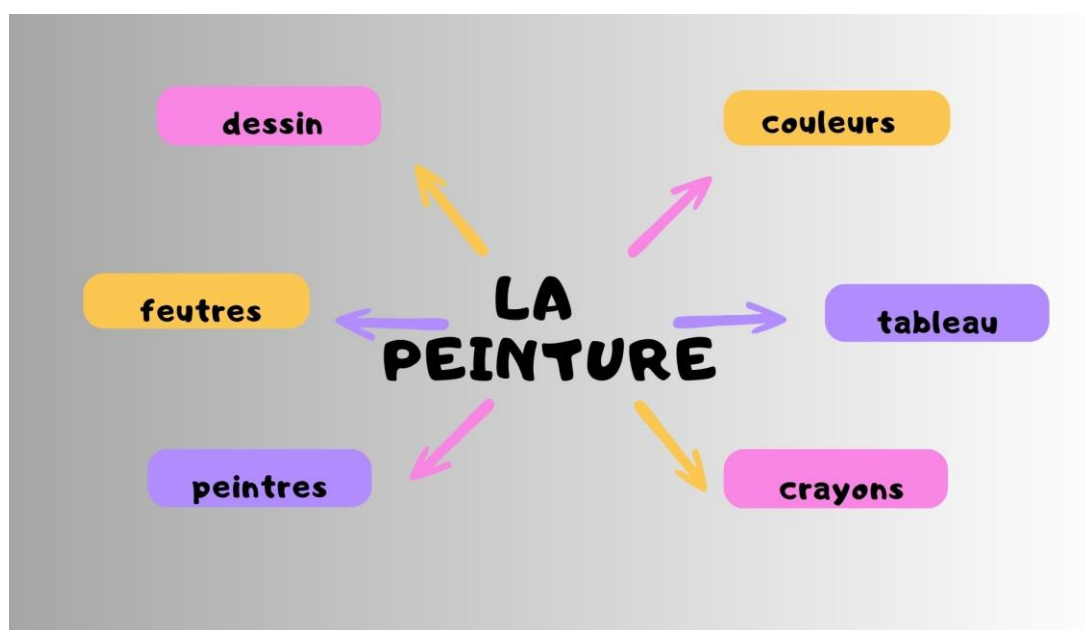 dessin
couleurs
LA
PEINTURE
feutres
tableau
peintres
crayons